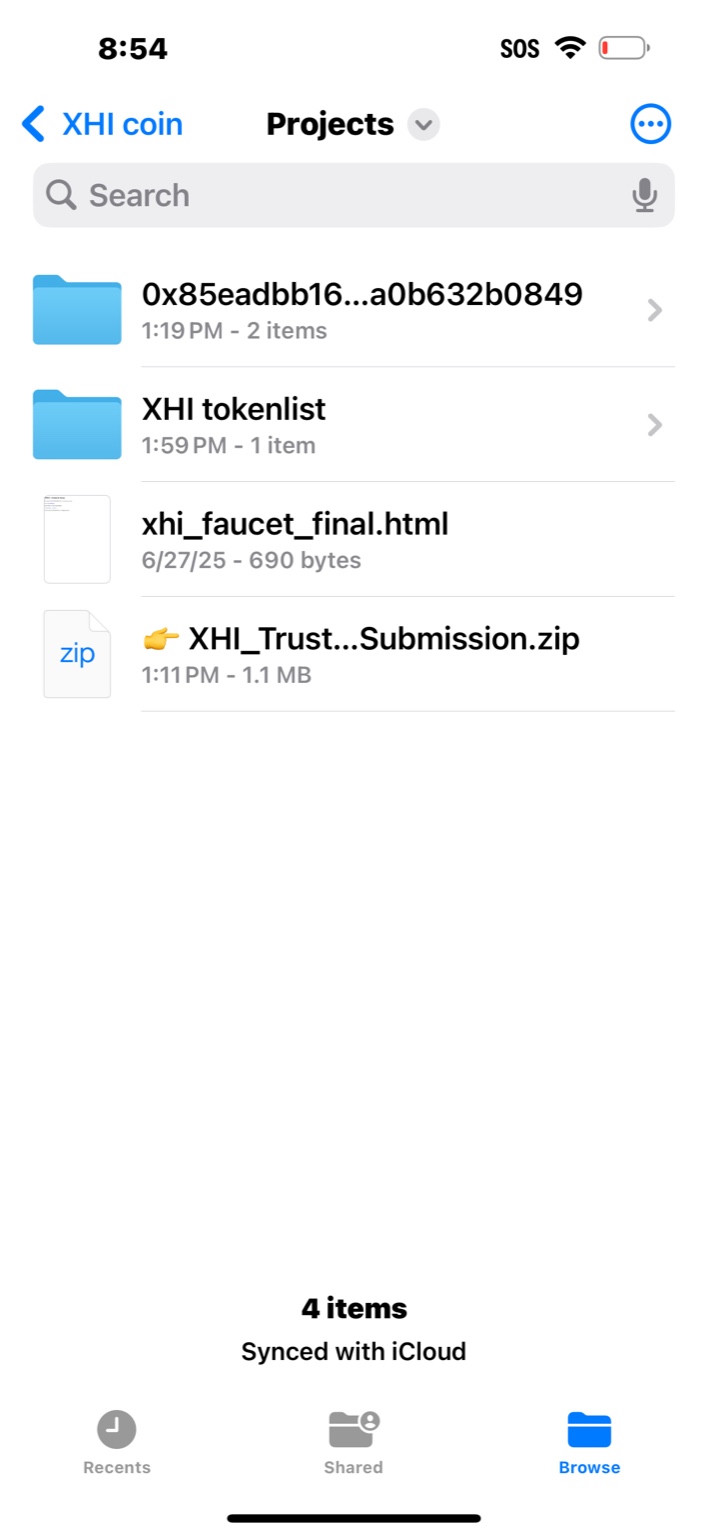 8:54 SOS
XHI coin Projects
Search
0x85eadbb16...a0b632b0849
1:19 PM - 2 items
XHI tokenlist
1:59 PM - 1 item
xhi_faucet_final.html
6/27/25 - 690 bytes
zip
👉 XHI_Trust...Submission.zip
1:11 PM - 1.1 MB
4 items
Synced with iCloud
Recents Shared Browse